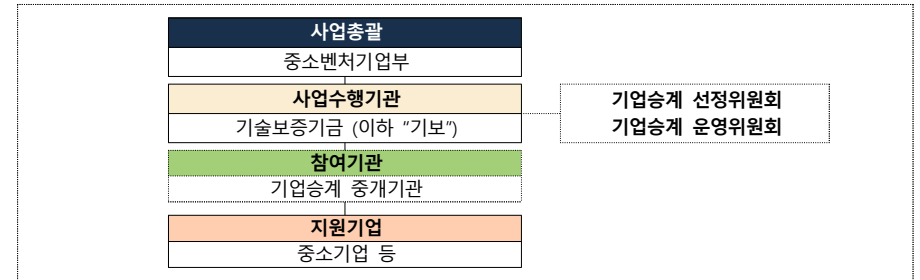 사업총괄
중소벤처기업부
사업수행기관
기술보증기금 (이하 "기보")
기업승계 선정위원회
기업승계 운영위원회
참여기관
기업승계 중개기관
지원기업
중소기업 등